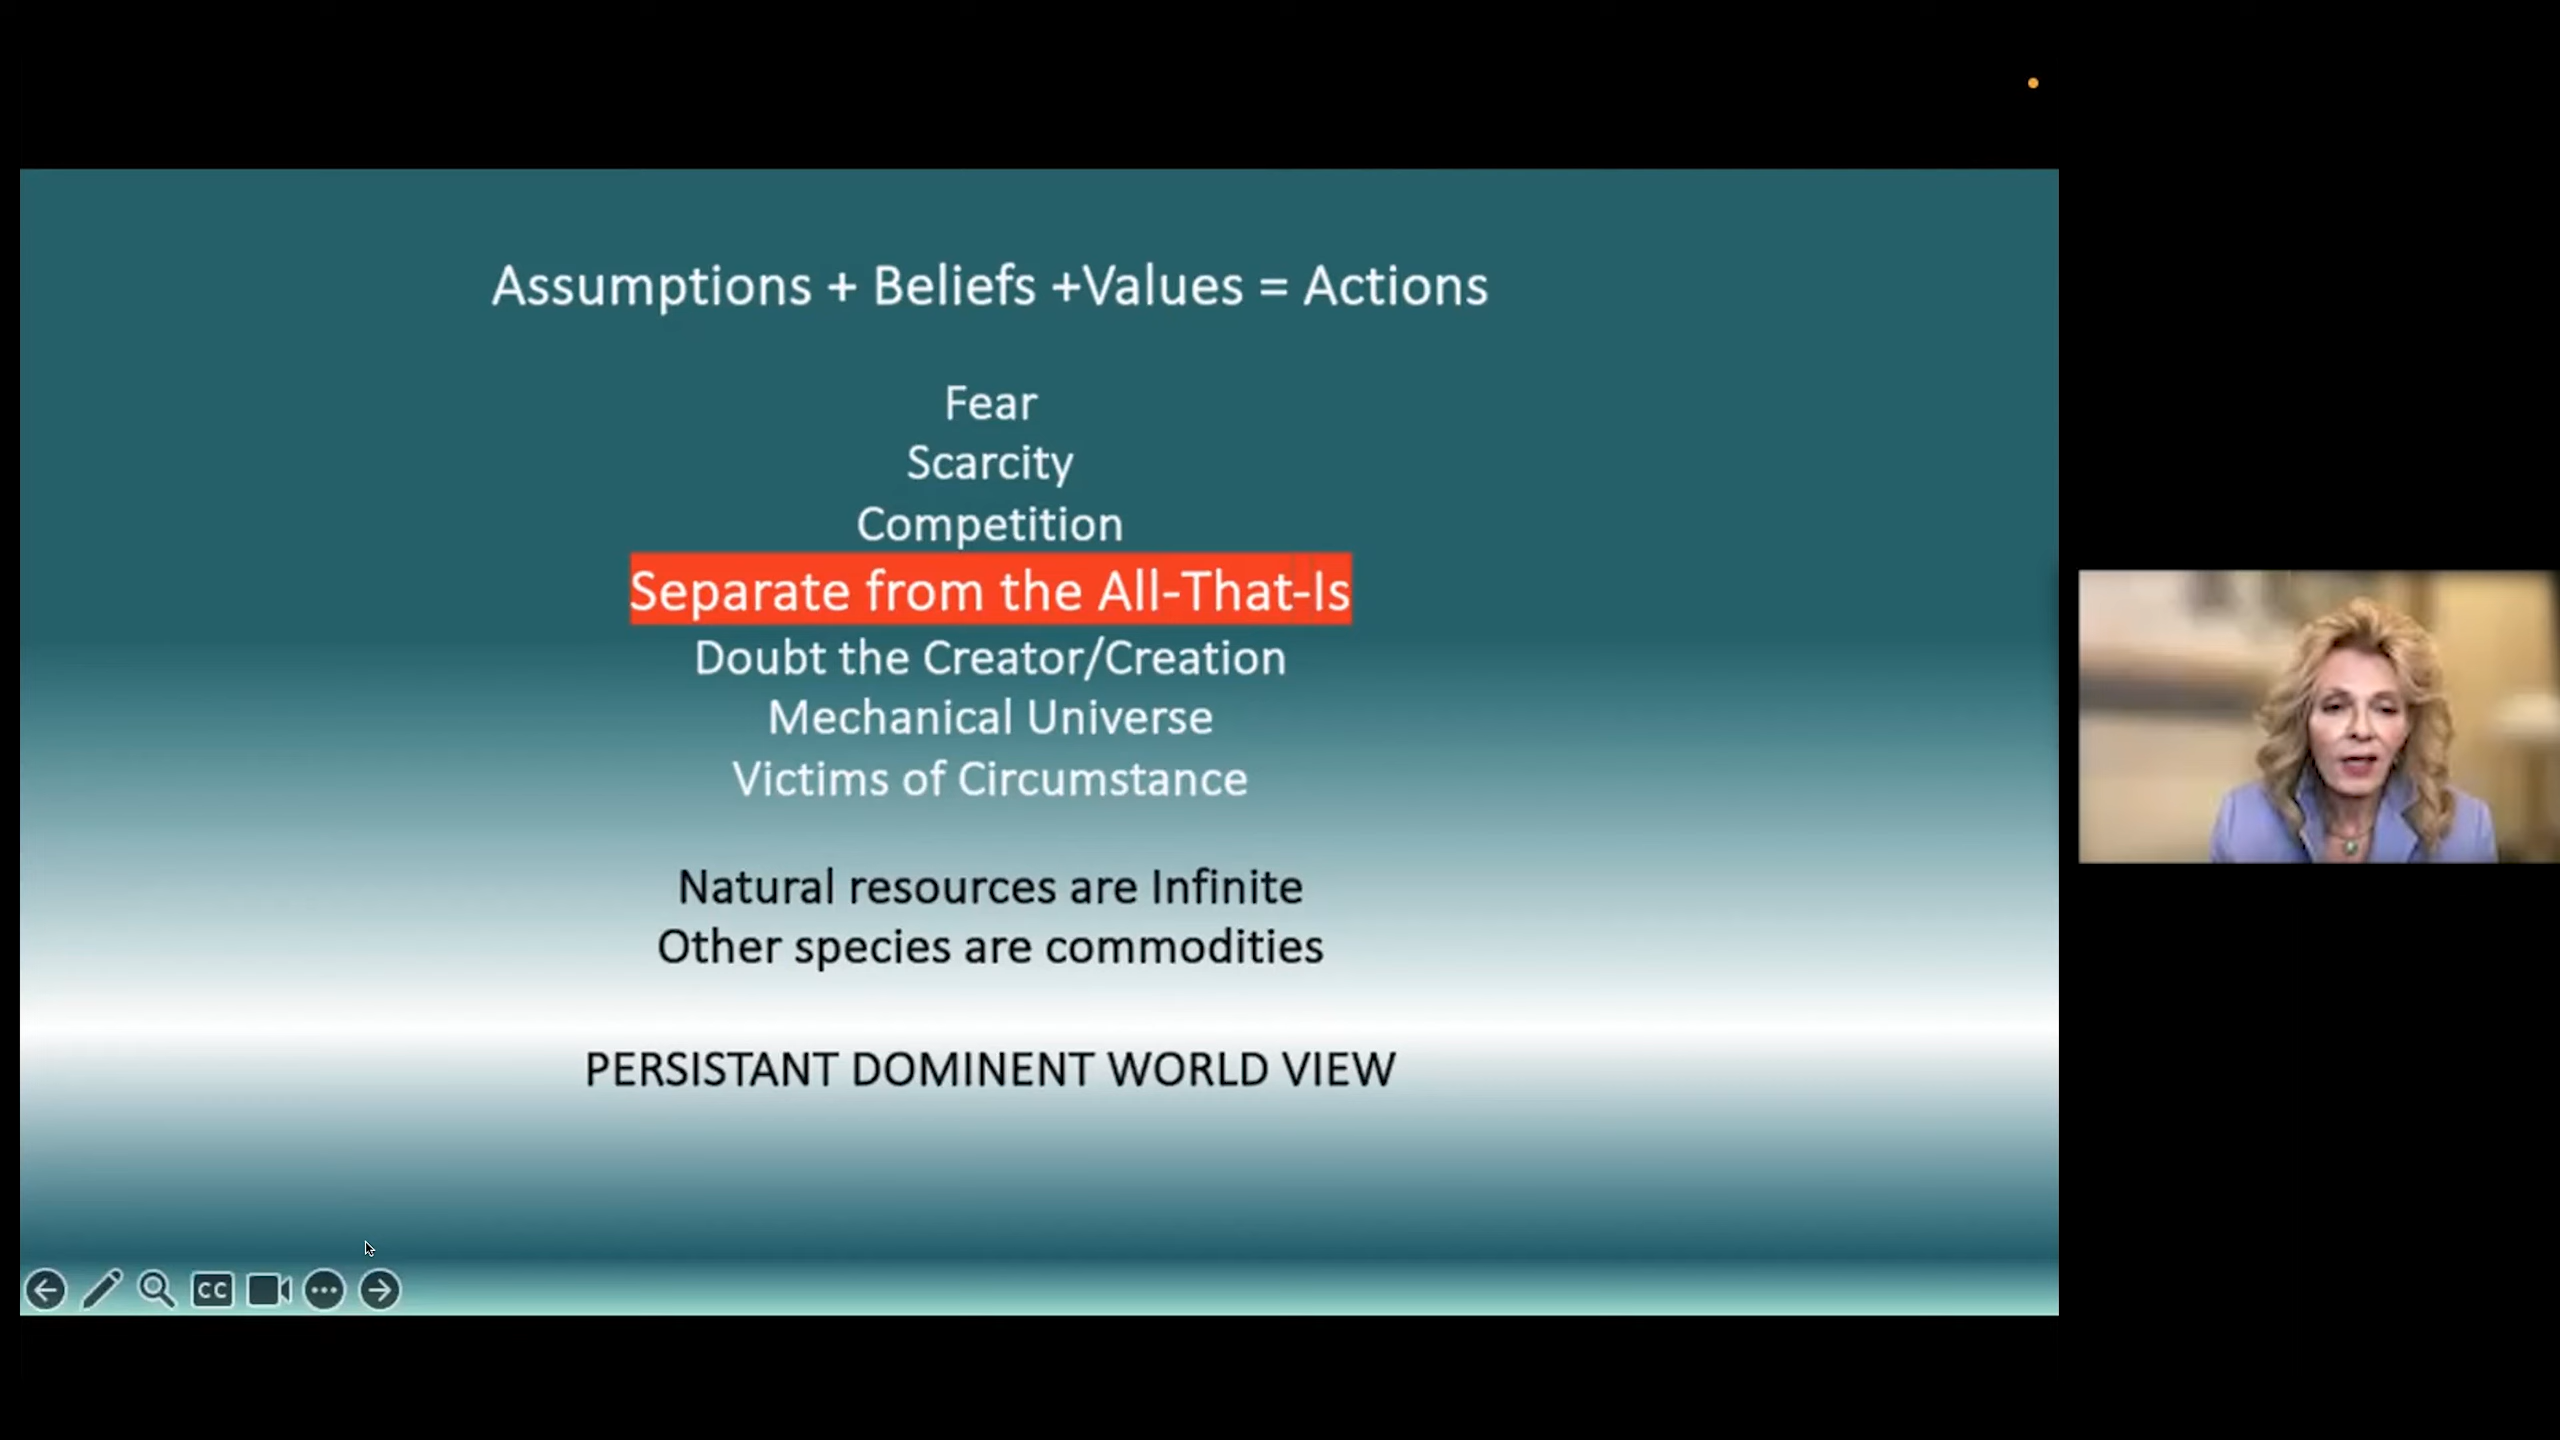 Assumptions + Beliefs +Values = Actions
Fear
Scarcity
Competition
Separate from the All-That-Is
Doubt the Creator/Creation
Mechanical Universe
Victims of Circumstance
Natural resources are Infinite
Other species are commodities
PERSISTANT DOMINENT WORLD VIEW
CC